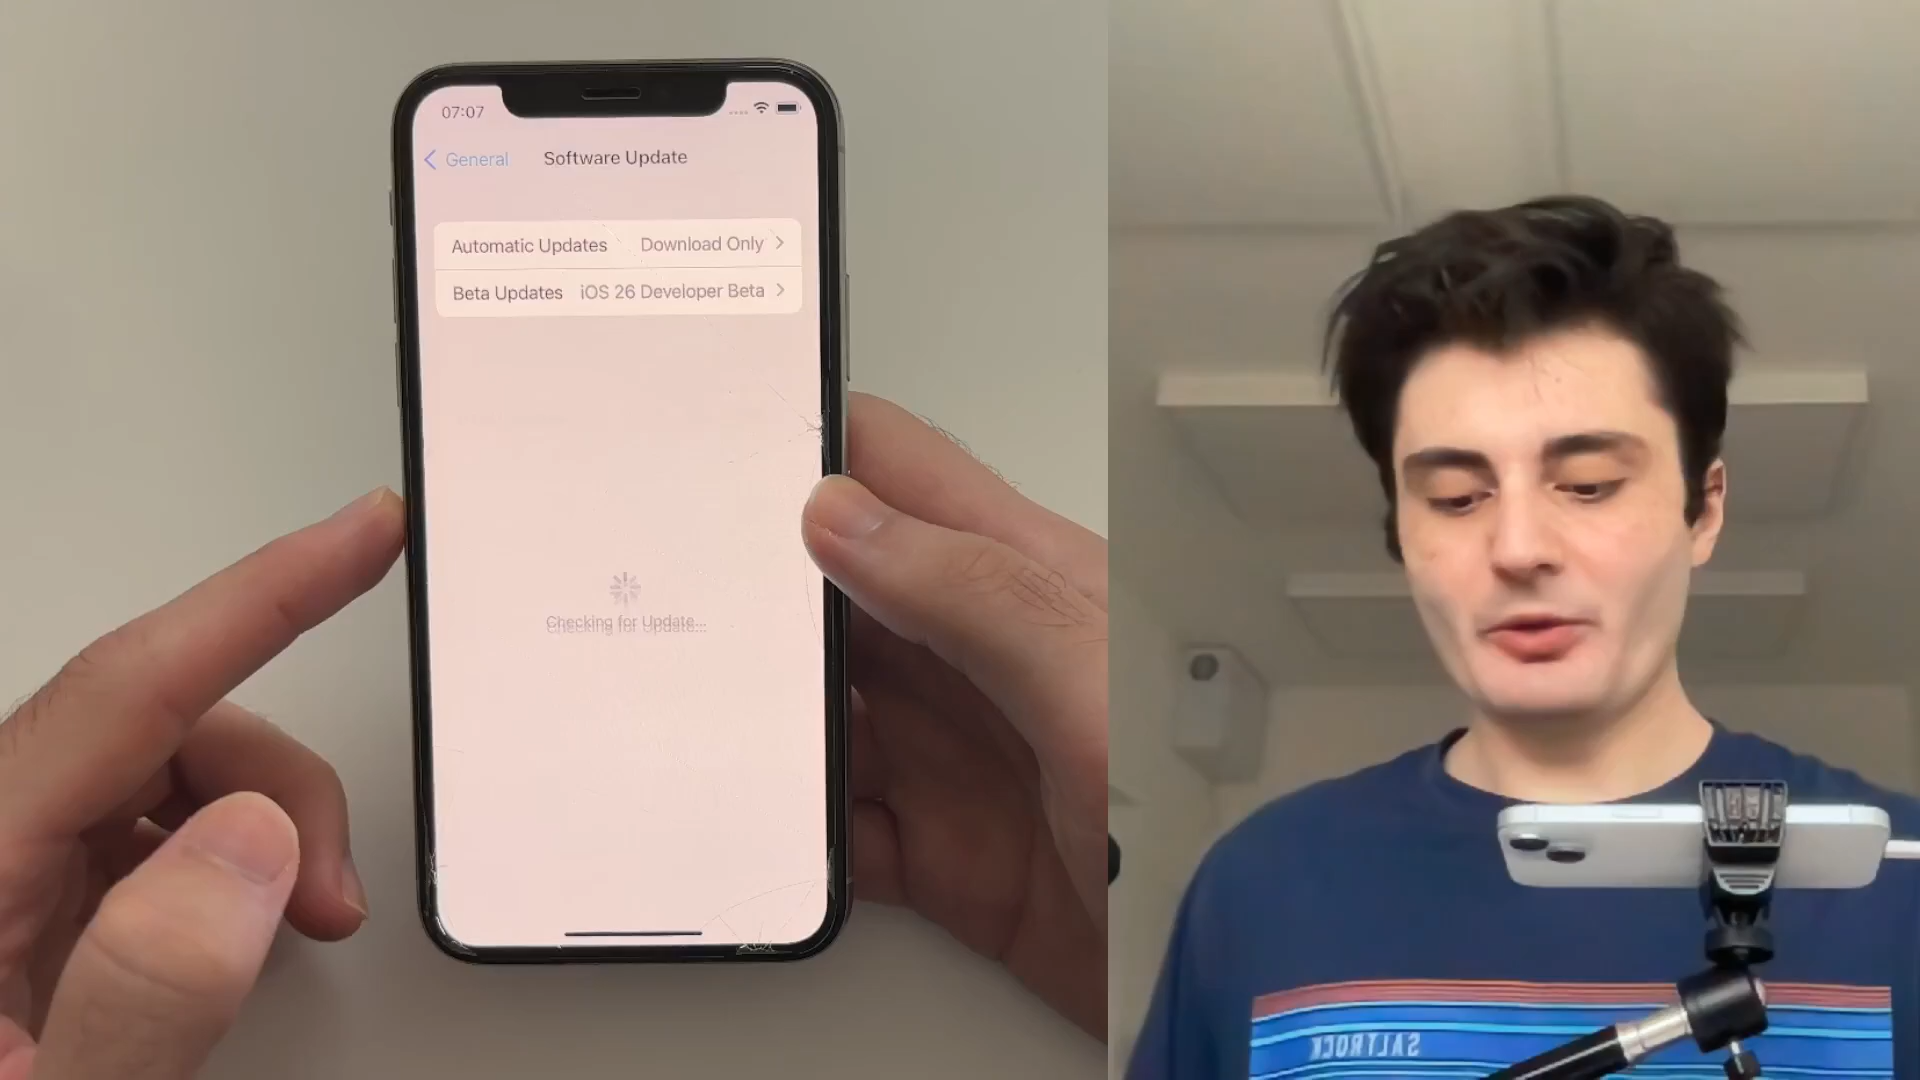 07:07
General Software Update
Automatic Updates Download Only
Beta Updates iOS 26 Developer Beta
Checking for Update...
SALTROCK